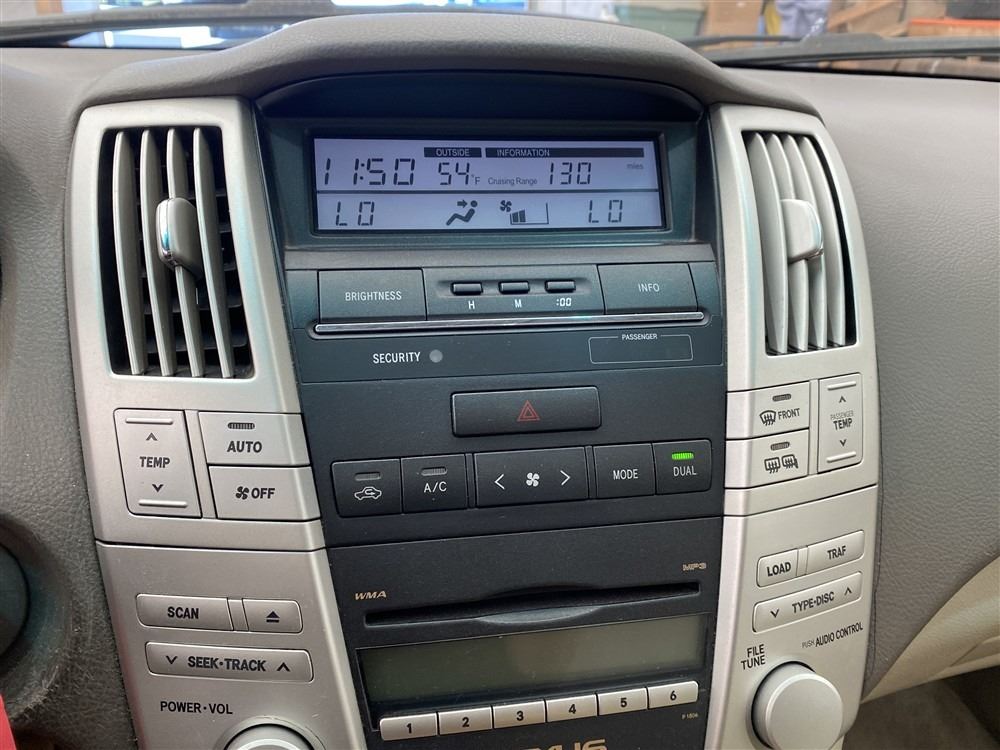 OUTSIDE INFORMATION
11:50 54°F Cruising Range 130 miles
LO LO
BRIGHTNESS H M :00 INFO
SECURITY
PASSENGER
TEMP
AUTO
OFF
FRONT
PASSENGER
TEMP
A/C
MODE
DUAL
WMA
MP3
SCAN
SEEK·TRACK
POWER·VOL
LOAD
TRAF
TYPE·DISC
PUSH AUDIO CONTROL
FILE
TUNE
1 2 3 4 5 6
P1806